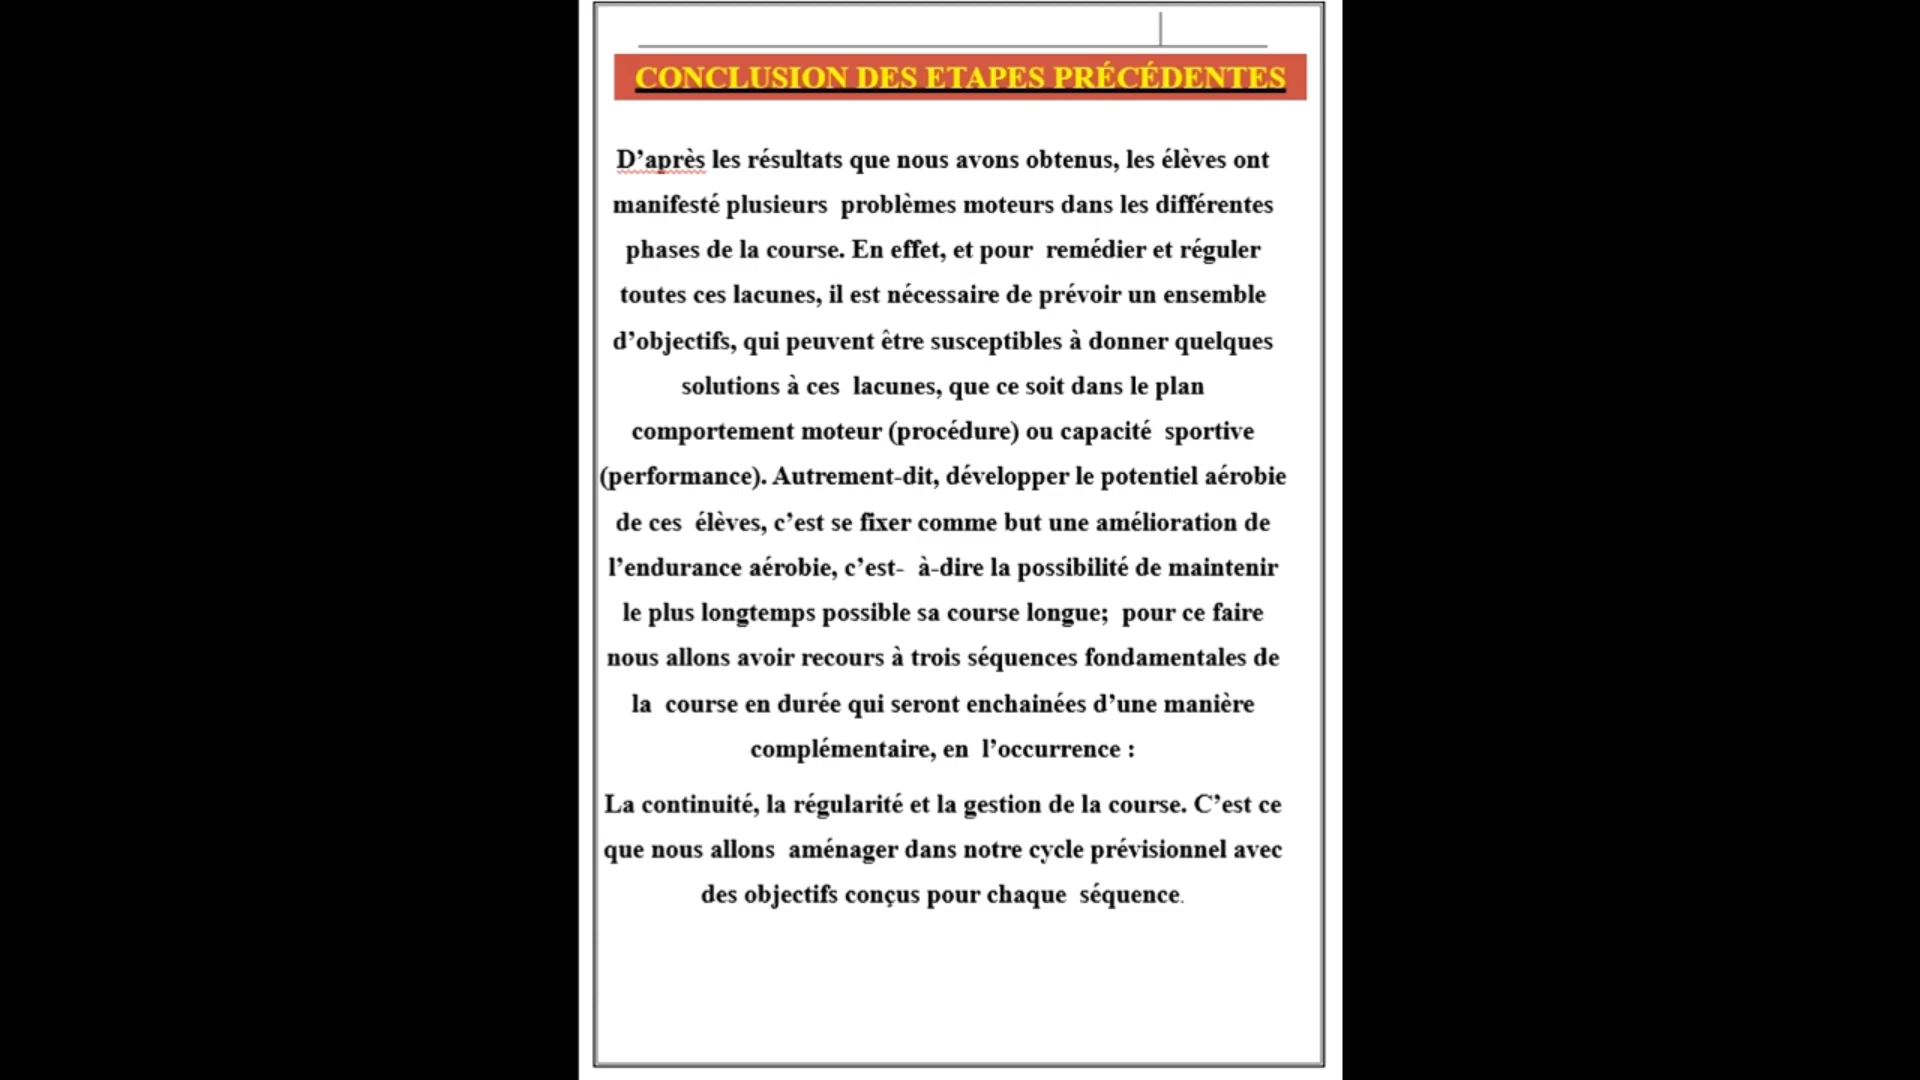 CONCLUSION DES ETAPES PRÉCÉDENTES
D’après les résultats que nous avons obtenus, les élèves ont
manifesté plusieurs problèmes moteurs dans les différentes
phases de la course. En effet, et pour remédier et réguler
toutes ces lacunes, il est nécessaire de prévoir un ensemble
d’objectifs, qui peuvent être susceptibles à donner quelques
solutions à ces lacunes, que ce soit dans le plan
comportement moteur (procédure) ou capacité sportive
(performance). Autrement-dit, développer le potentiel aérobie
de ces élèves, c’est se fixer comme but une amélioration de
l’endurance aérobie, c’est- à-dire la possibilité de maintenir
le plus longtemps possible sa course longue; pour ce faire
nous allons avoir recours à trois séquences fondamentales de
la course en durée qui seront enchainées d’une manière
complémentaire, en l’occurrence :
La continuité, la régularité et la gestion de la course. C’est ce
que nous allons aménager dans notre cycle prévisionnel avec
des objectifs conçus pour chaque séquence.